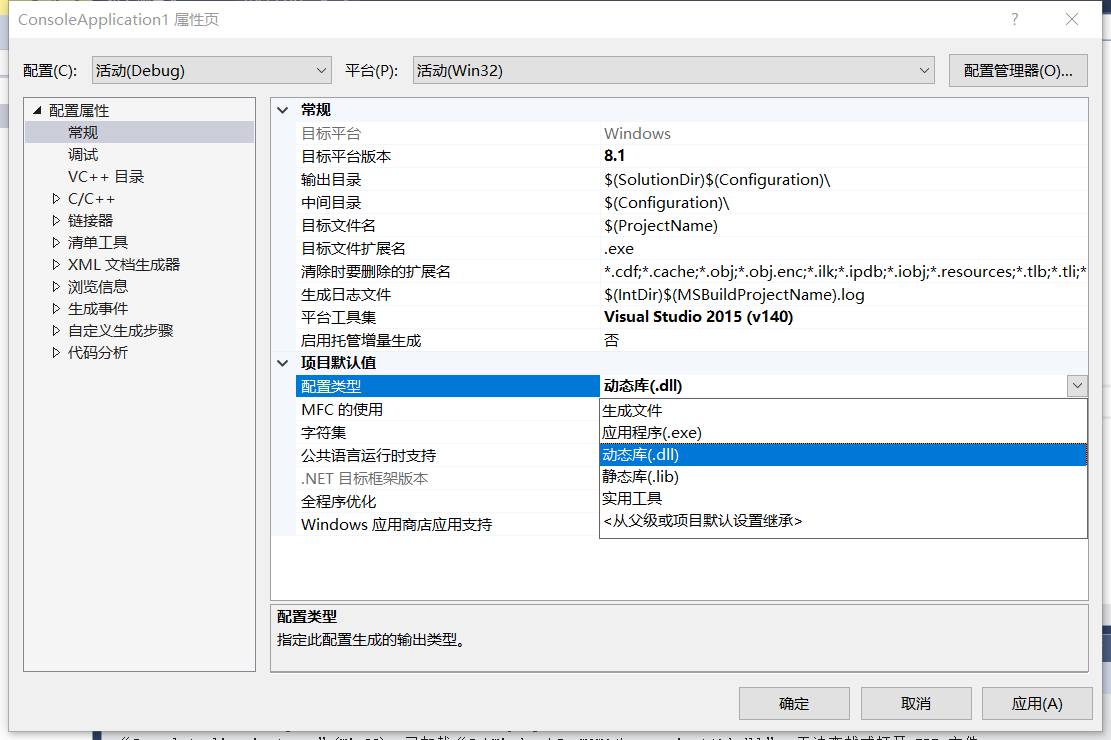 ConsoleApplication1 属性页
配置(C): 活动(Debug) 平台(P): 活动(Win32) 配置管理器(O)...
配置属性
常规
调试
VC++ 目录
C/C++
链接器
清单工具
XML 文档生成器
浏览信息
生成事件
自定义生成步骤
代码分析
常规
目标平台 Windows
目标平台版本 8.1
输出目录 $(SolutionDir)$(Configuration)\
中间目录 $(Configuration)\
目标文件名 $(ProjectName)
目标文件扩展名 .exe
清除时要删除的扩展名 *.cdf;*.cache;*.obj;*.obj.enc;*.ilk;*.ipdb;*.iobj;*.resources;*.tlb;*.tli;*
生成日志文件 $(IntDir)$(MSBuildProjectName).log
平台工具集 Visual Studio 2015 (v140)
启用托管增量生成 否
项目默认值
配置类型 动态库(.dll)
MFC 的使用
字符集
公共语言运行时支持
.NET 目标框架版本
全程序优化
Windows 应用商店应用支持
生成文件
应用程序(.exe)
动态库(.dll)
静态库(.lib)
实用工具
<从父级或项目默认设置继承>
配置类型
指定此配置生成的输出类型。
确定 取消 应用(A)